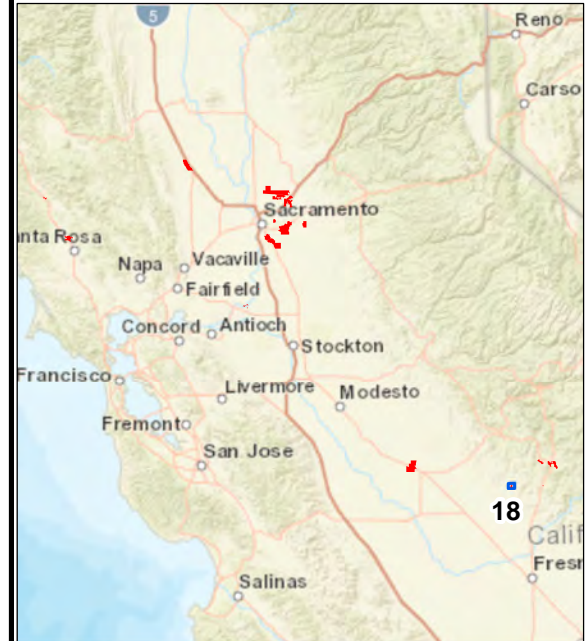 5
Reno
Carso
Sacramento
anta Rosa
Napa
Vacaville
Fairfield
Concord
Antioch
Stockton
Francisco
Livermore
Modesto
Fremont
San Jose
18
Calif
Fresn
Salinas